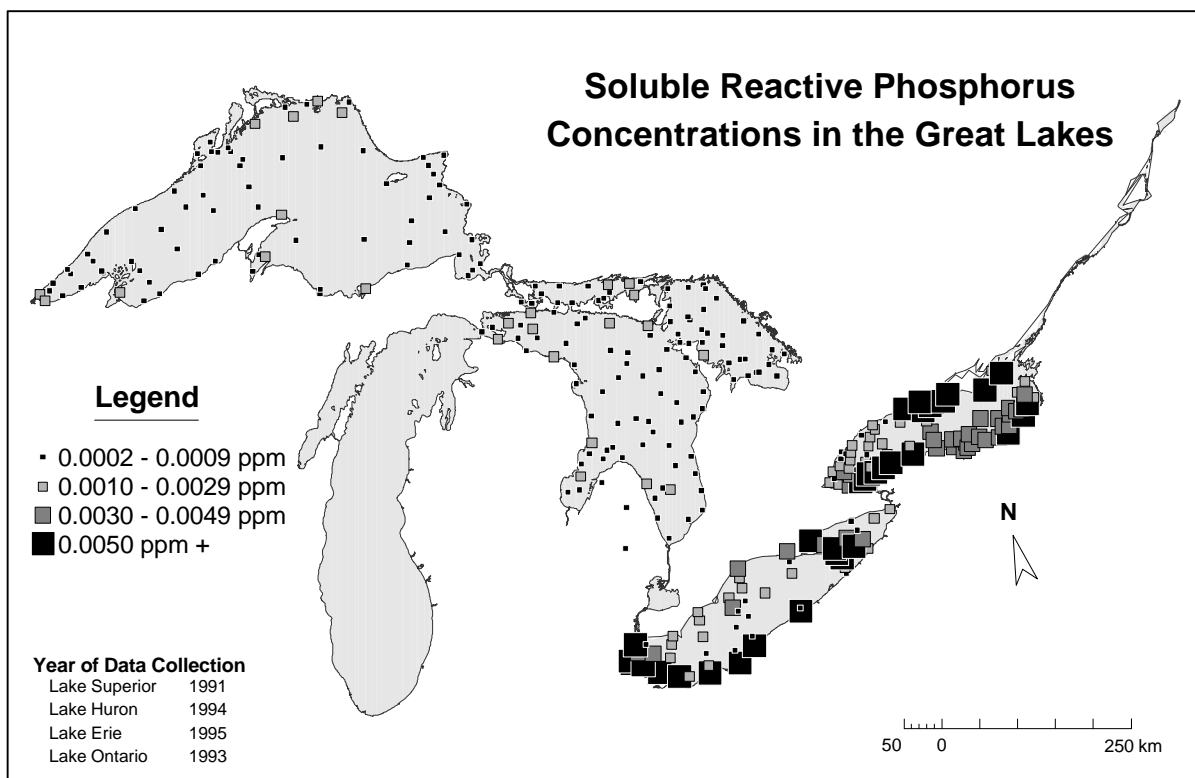 Soluble Reactive Phosphorus
Concentrations in the Great Lakes
Legend
0.0002 - 0.0009 ppm
0.0010 - 0.0029 ppm
0.0030 - 0.0049 ppm
0.0050 ppm +
N
Year of Data Collection
Lake Superior 1991
Lake Huron 1994
Lake Erie 1995
Lake Ontario 1993
50 0 250 km